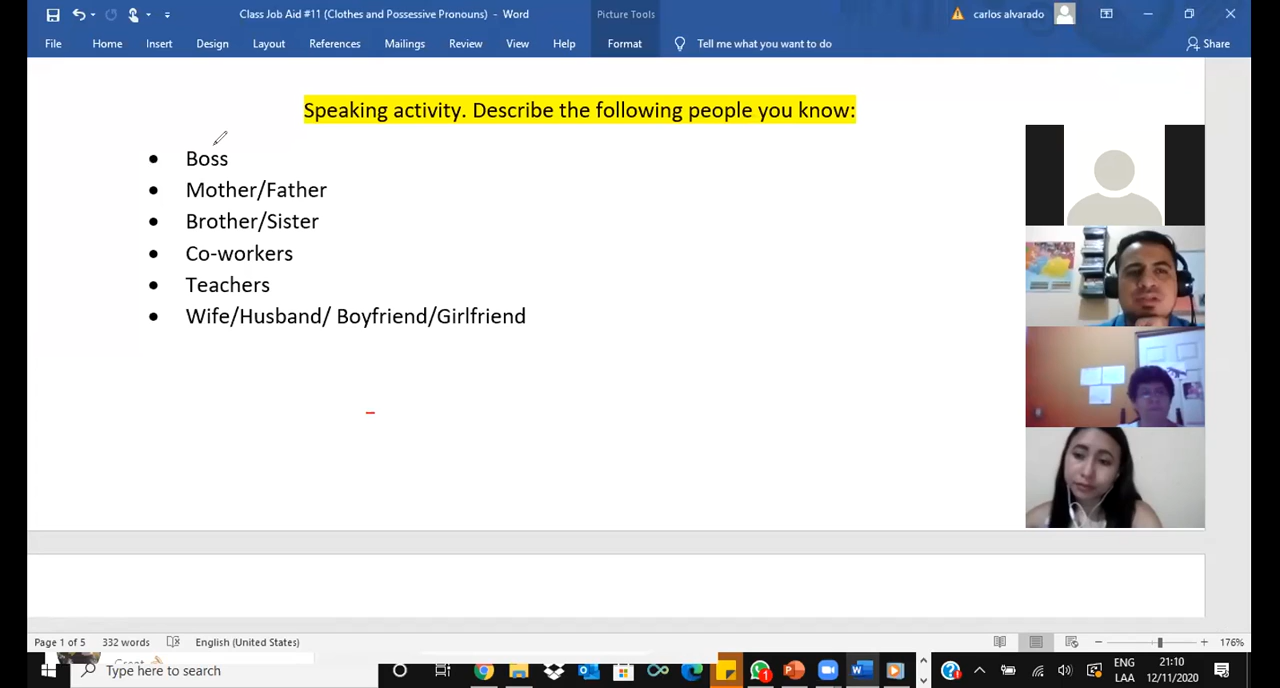 Class Job Aid #11 (Clothes and Possessive Pronouns) - Word
Picture Tools
carlos alvarado
File Home Insert Design Layout References Mailings Review View Help Format Tell me what you want to do Share
Speaking activity. Describe the following people you know:
• Boss
• Mother/Father
• Brother/Sister
• Co-workers
• Teachers
• Wife/Husband/ Boyfriend/Girlfriend
Page 1 of 5 332 words English (United States) 176%
Type here to search
1
ENG 21:10
LAA 12/11/2020